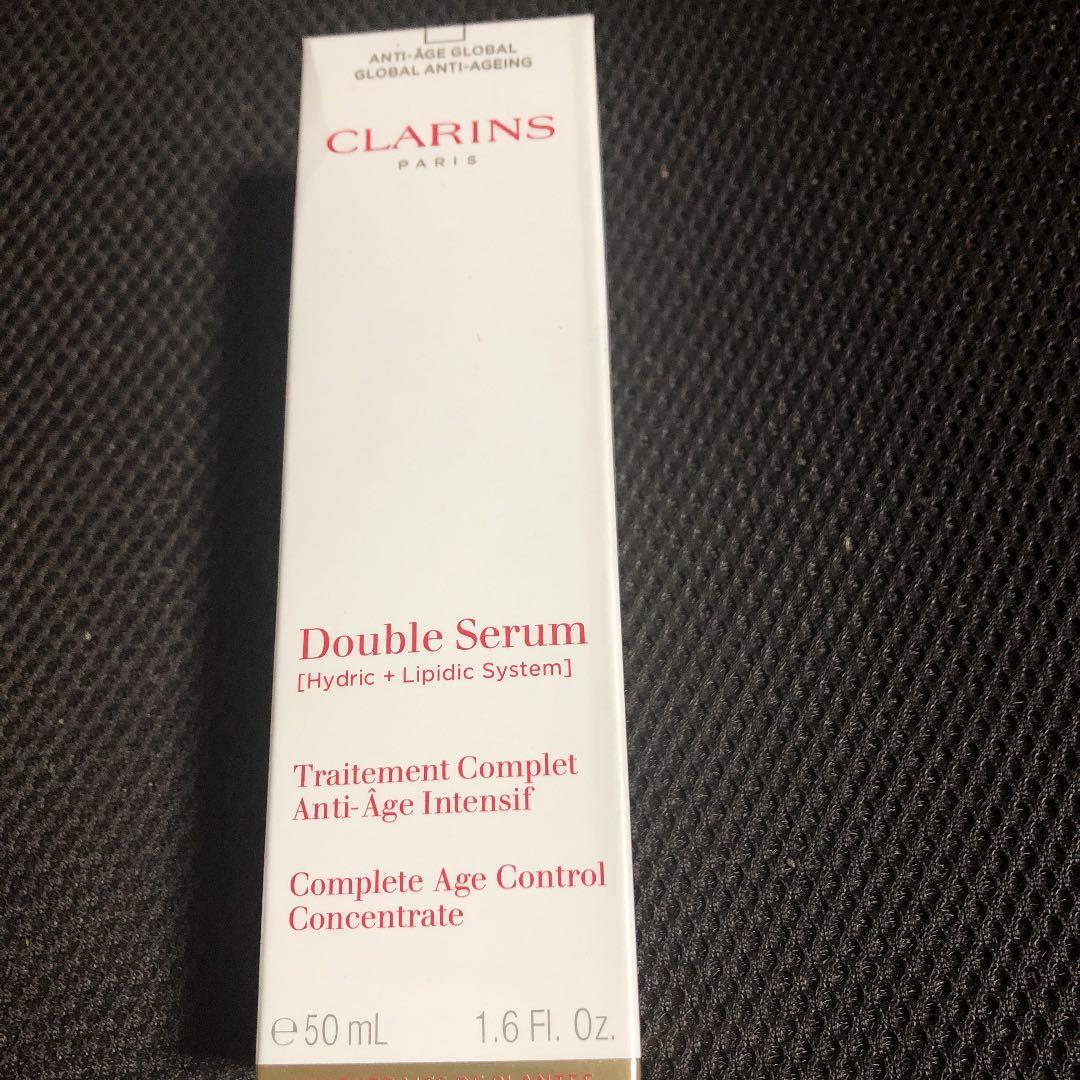 ANTI-ÂGE GLOBAL
GLOBAL ANTI-AGEING
CLARINS
PARIS
Double Serum
[Hydric + Lipidic System]
Traitement Complet
Anti-Âge Intensif
Complete Age Control
Concentrate
℮ 50 mL 1.6 Fl. Oz.